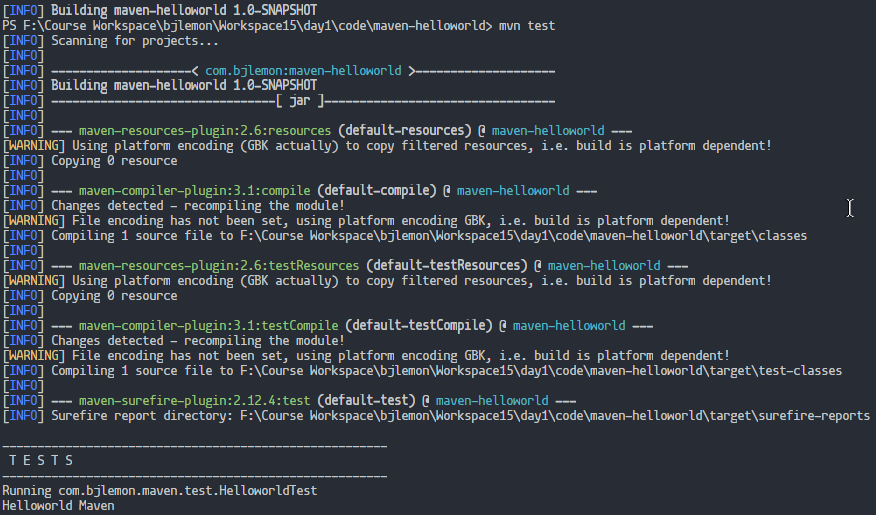 [INFO] Building maven-helloworld 1.0-SNAPSHOT
PS F:\Course Workspace\bjlemon\Workspace15\day1\code\maven-helloworld> mvn test
[INFO] Scanning for projects...
[INFO]
[INFO] --------------------< com.bjlemon:maven-helloworld >--------------------
[INFO] Building maven-helloworld 1.0-SNAPSHOT
[INFO] --------------------------------[ jar ]---------------------------------
[INFO]
[INFO] --- maven-resources-plugin:2.6:resources (default-resources) @ maven-helloworld ---
[WARNING] Using platform encoding (GBK actually) to copy filtered resources, i.e. build is platform dependent!
[INFO] Copying 0 resource
[INFO]
[INFO] --- maven-compiler-plugin:3.1:compile (default-compile) @ maven-helloworld ---
[INFO] Changes detected - recompiling the module!
[WARNING] File encoding has not been set, using platform encoding GBK, i.e. build is platform dependent!
[INFO] Compiling 1 source file to F:\Course Workspace\bjlemon\Workspace15\day1\code\maven-helloworld\target\classes
[INFO]
[INFO] --- maven-resources-plugin:2.6:testResources (default-testResources) @ maven-helloworld ---
[WARNING] Using platform encoding (GBK actually) to copy filtered resources, i.e. build is platform dependent!
[INFO] Copying 0 resource
[INFO]
[INFO] --- maven-compiler-plugin:3.1:testCompile (default-testCompile) @ maven-helloworld ---
[INFO] Changes detected - recompiling the module!
[WARNING] File encoding has not been set, using platform encoding GBK, i.e. build is platform dependent!
[INFO] Compiling 1 source file to F:\Course Workspace\bjlemon\Workspace15\day1\code\maven-helloworld\target\test-classes
[INFO]
[INFO] --- maven-surefire-plugin:2.12.4:test (default-test) @ maven-helloworld ---
[INFO] Surefire report directory: F:\Course Workspace\bjlemon\Workspace15\day1\code\maven-helloworld\target\surefire-reports
-------------------------------------------------------
T E S T S
-------------------------------------------------------
Running com.bjlemon.maven.test.HelloworldTest
Helloworld Maven